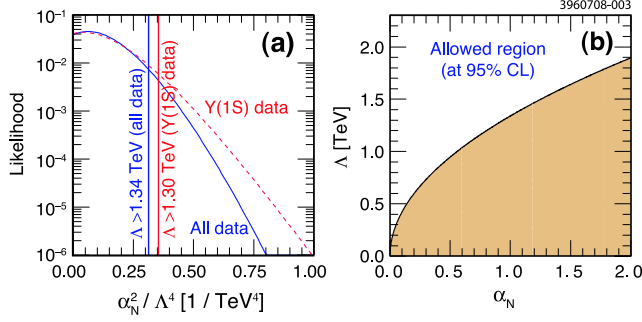 3960708-003
(a)
Λ >1.34 TeV (all data)
Λ >1.30 TeV (Υ(1S) data)
Υ(1S) data
All data
Likelihood
10⁻¹
10⁻²
10⁻³
10⁻⁴
10⁻⁵
10⁻⁶
0.00
0.25
0.50
0.75
1.00
α²N / Λ⁴ [1 / TeV⁴]
(b)
Allowed region
(at 95% CL)
Λ [TeV]
2.0
1.5
1.0
0.5
0.0
0.0
0.5
1.0
1.5
2.0
αN